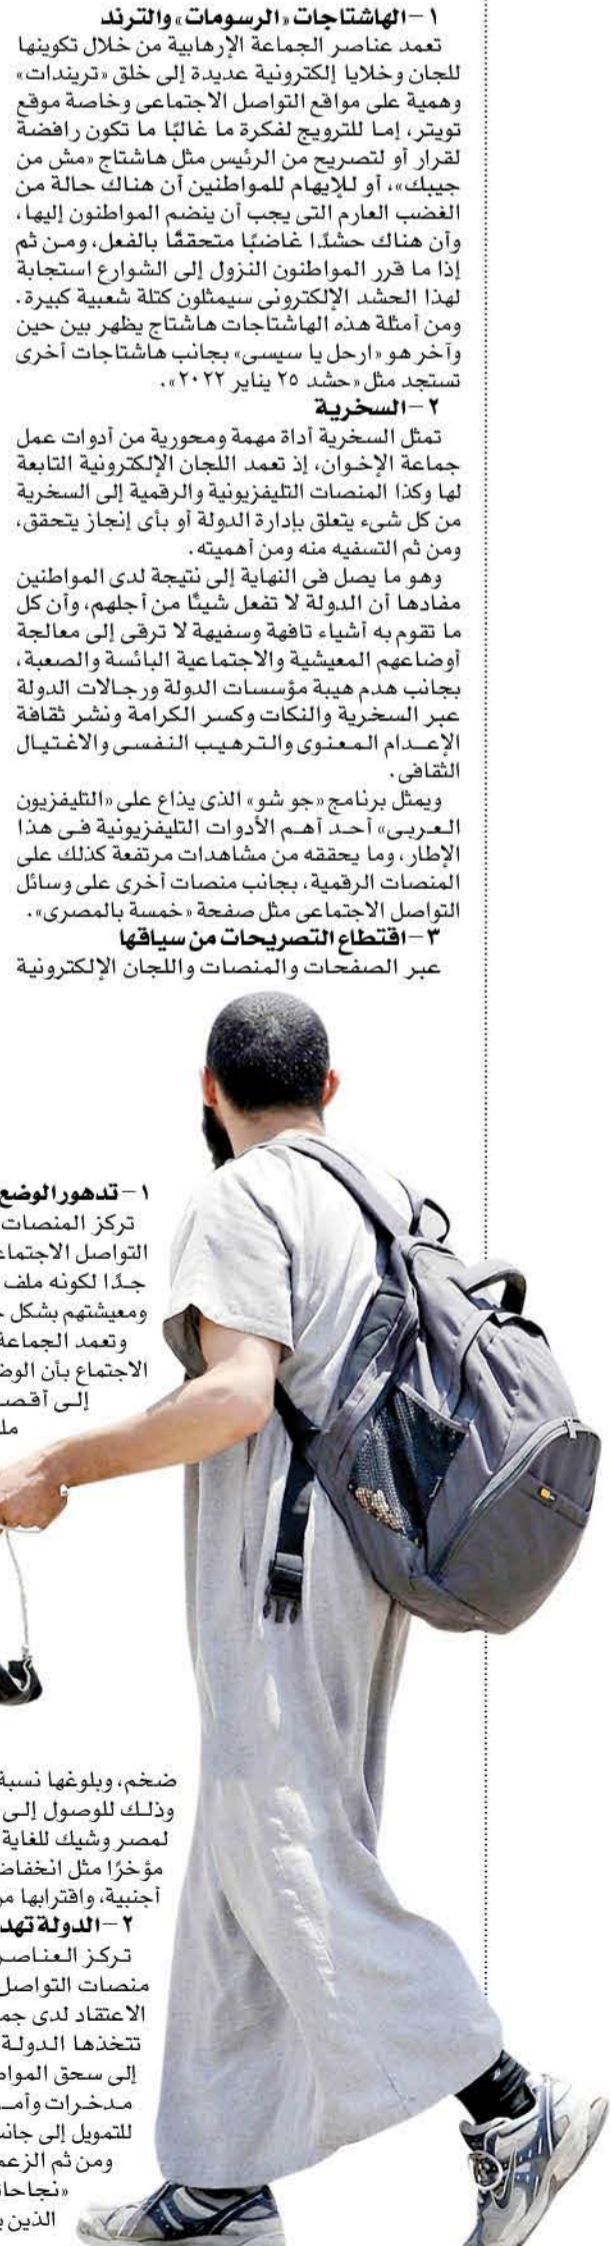 ١ – الهاشتاجات «الرسومات» والترند
تعمد عناصر الجماعة الإرهابية من خلال تكوينها
للجان وخلايا إلكترونية عديدة إلى خلق «تريندات»
وهمية على مواقع التواصل الاجتماعى وخاصة موقع
تويتر، إما للترويج لفكرة ما غالبًا ما تكون رافضة
لقرار أو لتصريح من الرئيس مثل هاشتاج «مش من
جيبك»، أو للإيهام للمواطنين أن هناك حالة من
الغضب العارم التى يجب أن ينضم المواطنون إليها،
وأن هناك حشدًا غاضبًا متحققًا بالفعل، ومن ثم
إذا ما قرر المواطنون النزول إلى الشوارع استجابة
لهذا الحشد الإلكترونى سيمثلون كتلة شعبية كبيرة.
ومن أمثلة هذه الهاشتاجات هاشتاج يظهر بين حين
وآخر هو «ارحل يا سيسى» بجانب هاشتاجات أخرى
تستجد مثل «حشد ٢٥ يناير ٢٠٢٢».
٢ – السخرية
تمثل السخرية أداة مهمة ومحورية من أدوات عمل
جماعة الإخوان، إذ تعمد اللجان الإلكترونية التابعة
لها وكذا المنصات التليفزيونية والرقمية إلى السخرية
من كل شىء يتعلق بإدارة الدولة أو بأى إنجاز يتحقق،
ومن ثم التسفيه منه ومن أهميته.
وهو ما يصل فى النهاية إلى نتيجة لدى المواطنين
مفادها أن الدولة لا تفعل شيئًا من أجلهم، وأن كل
ما تقوم به أشياء تافهة وسفيهة لا ترقى إلى معالجة
أوضاعهم المعيشية والاجتماعية البائسة والصعبة،
بجانب هدم هيبة مؤسسات الدولة ورجالات الدولة
عبر السخرية والنكات وكسر الكرامة ونشر ثقافة
الإعـدام المعنوى والترهيب النفسى والاغتيال
الثقافى.
ويمثل برنامج «جو شو» الذى يذاع على «التليفزيون
العربى» أحد أهم الأدوات التليفزيونية فى هذا
الإطار، وما يحققه من مشاهدات مرتفعة كذلك على
المنصات الرقمية، بجانب منصات أخرى على وسائل
التواصل الاجتماعى مثل صفحة «خمسة بالمصرى».
٣ – اقتطاع التصريحات من سياقها
عبر الصفحات والمنصات واللجان الإلكترونية
١ – تدهور الوضع
تركز المنصات
التواصل الاجتماع
جدًا لكونه ملف
ومعيشتهم بشكل
وتعمد الجماعة
الاجتماع بأن الوض
إلـى أقصـ
ضخم، وبلوغها نسبة
وذلـك للوصول إلـى
لمصر وشيك للغاية
مؤخرًا مثل انخفاض
أجنبية، واقترابها مر
٢ – الدولة تهد
تركز العناصر
منصات التواصل
الاعتقاد لدى جم
تتخذها الدولة
إلى سحق الموا
مدخرات وأمـ
للتمويل إلى جانب
ومن ثم الزعم
«نجاحا
الذين